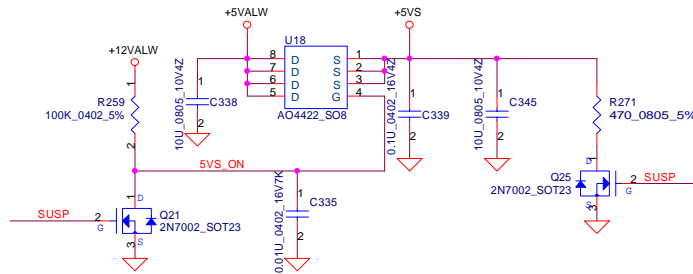 +5VALW
+5VS
+12VALW
U18
8 D S 1
7 D S 2
6 D S 3
5 D G 4
AO4422_SO8
1
R259
100K_0402_5%
2
1
C338
2
10U_0805_10V4Z
1
C339
2
0.1U_0402_16V4Z
1
C345
2
10U_0805_10V4Z
R271
470_0805_5%
5VS_ON
1
C335
2
0.01U_0402_16V7K
SUSP
2
G
1
D
S
3
Q21
2N7002_SOT23
Q25
2N7002_SOT23
1
D
S
3
2
G
SUSP